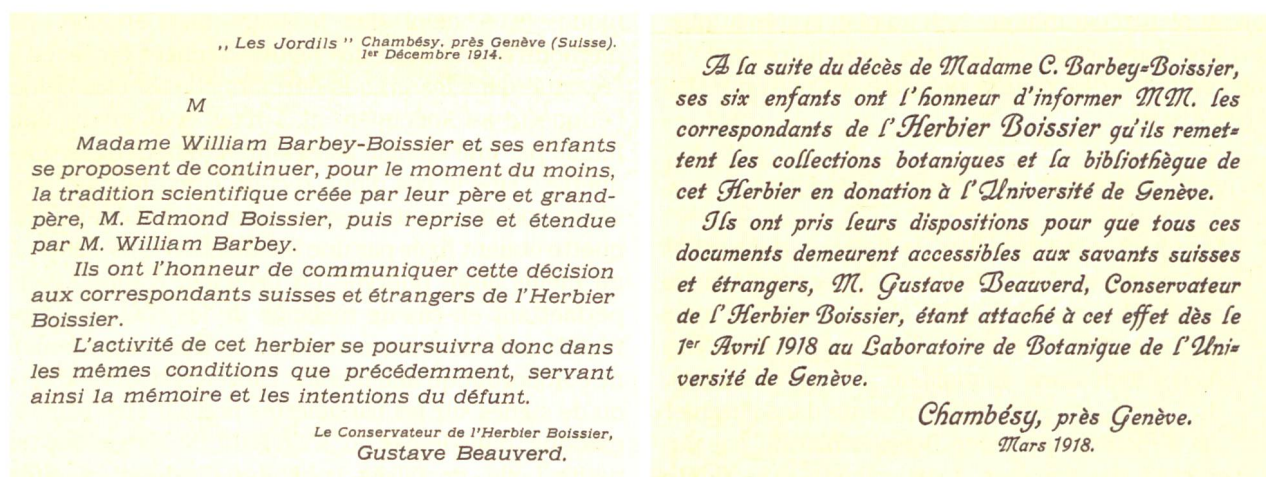 „ Les Jordils " Chambésy, près Genève (Suisse).
1er Décembre 1914.
M
Madame William Barbey-Boissier et ses enfants
se proposent de continuer, pour le moment du moins,
la tradition scientifique créée par leur père et grand-
père, M. Edmond Boissier, puis reprise et étendue
par M. William Barbey.
Ils ont l'honneur de communiquer cette décision
aux correspondants suisses et étrangers de l'Herbier
Boissier.
L'activité de cet herbier se poursuivra donc dans
les mêmes conditions que précédemment, servant
ainsi la mémoire et les intentions du défunt.
Le Conservateur de l'Herbier Boissier,
Gustave Beauverd.
A la suite du décès de Madame C. Barbey=Boissier,
ses six enfants ont l'honneur d'informer MM. les
correspondants de l'Herbier Boissier qu'ils remet=
tent les collections botaniques et la bibliothèque de
cet Herbier en donation à l'Université de Genève.
Ils ont pris leurs dispositions pour que tous ces
documents demeurent accessibles aux savants suisses
et étrangers, M. Gustave Beauverd, Conservateur
de l'Herbier Boissier, étant attaché à cet effet dès le
1er Avril 1918 au Laboratoire de Botanique de l'Uni=
versité de Genève.
Chambésy, près Genève.
Mars 1918.